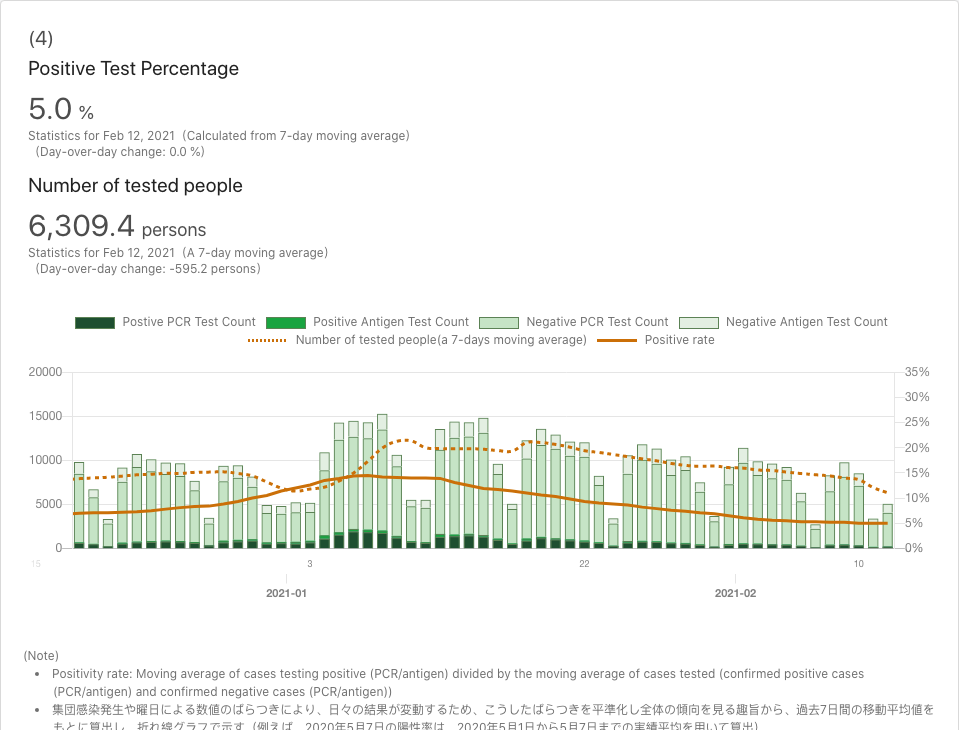 (4)
Positive Test Percentage
5.0 %
Statistics for Feb 12, 2021 (Calculated from 7-day moving average)
(Day-over-day change: 0.0 %)
Number of tested people
6,309.4 persons
Statistics for Feb 12, 2021 (A 7-day moving average)
(Day-over-day change: -595.2 persons)
Postive PCR Test Count Positive Antigen Test Count Negative PCR Test Count Negative Antigen Test Count
Number of tested people(a 7-days moving average) Positive rate
20000 35%
30%
15000 25%
10000 20%
15%
5000 10%
5%
0 0%
15 3 22 10
2021-01 2021-02
(Note)
• Positivity rate: Moving average of cases testing positive (PCR/antigen) divided by the moving average of cases tested (confirmed positive cases
(PCR/antigen) and confirmed negative cases (PCR/antigen))
• 集団感染発生や曜日による数値のばらつきにより、日々の結果が変動するため、こうしたばらつきを平準化し全体の傾向を見る趣旨から、過去7日間の移動平均値を
もとに算出し、折れ線グラフで示す（例えば、2020年5月7日の陽性率は、2020年5月1日から5月7日までの実績平均を用いて算出）